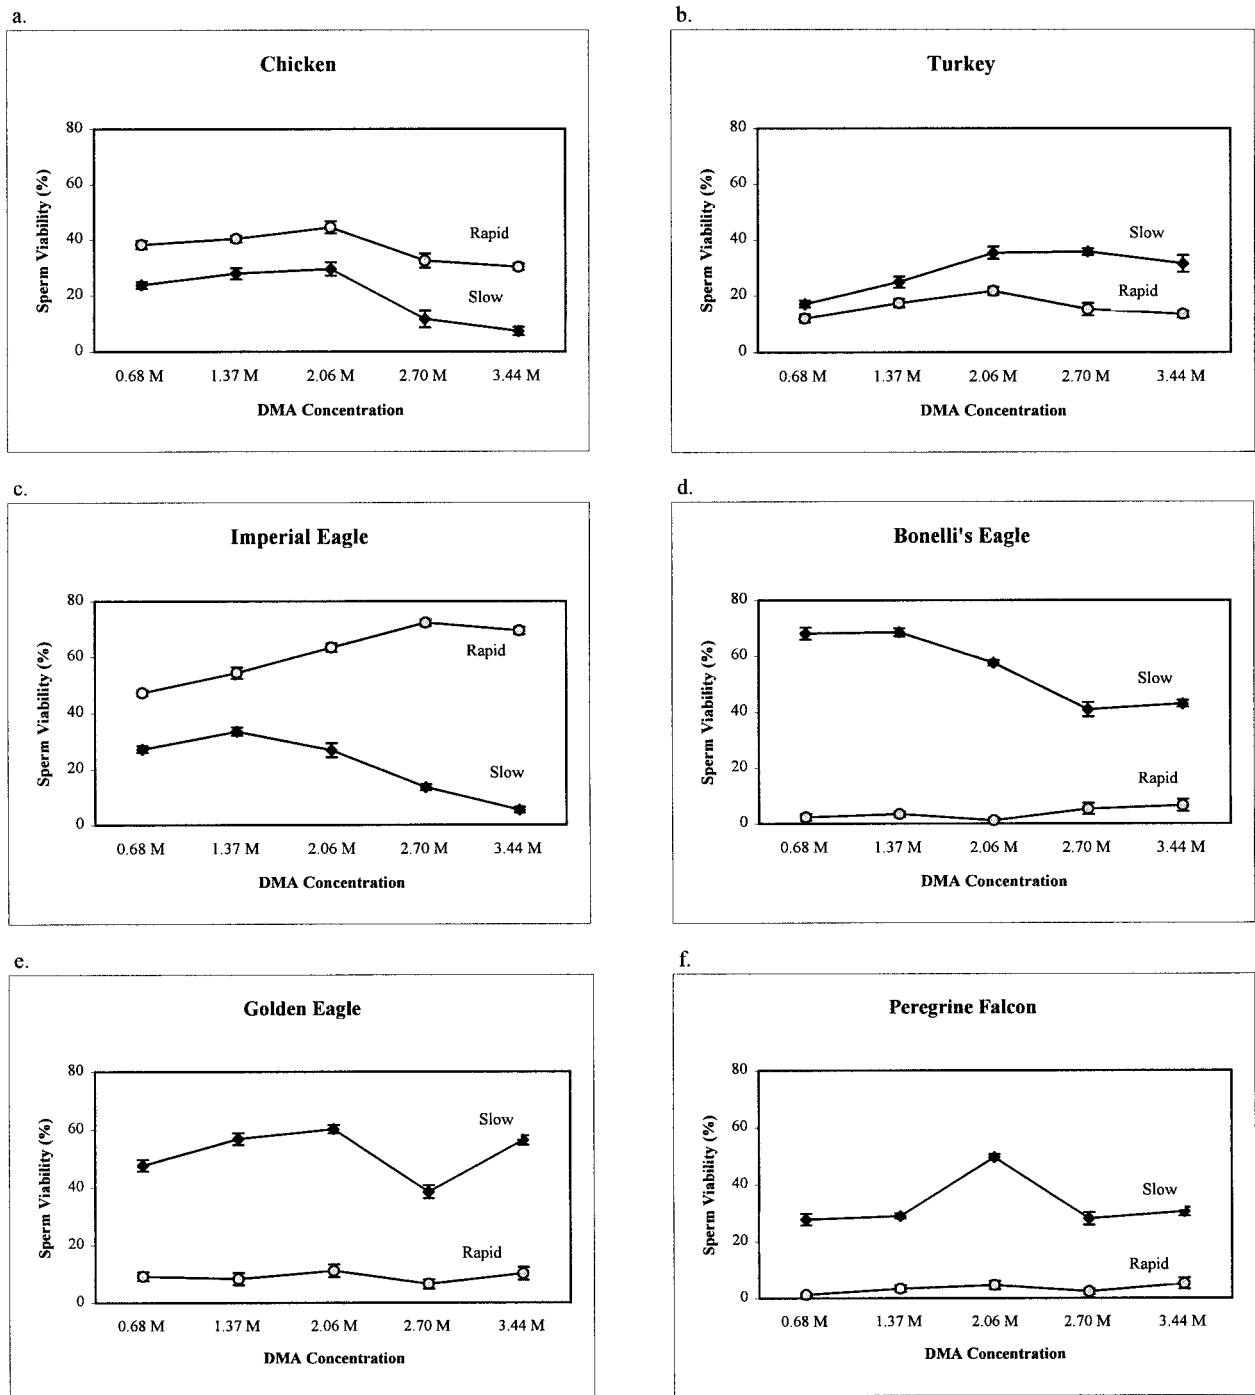 a.
Chicken
80
60
40
20
0
Sperm Viability (%)
Rapid
Slow
0.68 M 1.37 M 2.06 M 2.70 M 3.44 M
DMA Concentration
b.
Turkey
80
60
40
20
0
Sperm Viability (%)
Slow
Rapid
0.68 M 1.37 M 2.06 M 2.70 M 3.44 M
DMA Concentration
c.
Imperial Eagle
80
60
40
20
0
Sperm Viability (%)
Rapid
Slow
0.68 M 1.37 M 2.06 M 2.70 M 3.44 M
DMA Concentration
d.
Bonelli's Eagle
80
60
40
20
0
Sperm Viability (%)
Slow
Rapid
0.68 M 1.37 M 2.06 M 2.70 M 3.44 M
DMA Concentration
e.
Golden Eagle
80
60
40
20
0
Sperm Viability (%)
Slow
Rapid
0.68 M 1.37 M 2.06 M 2.70 M 3.44 M
DMA Concentration
f.
Peregrine Falcon
80
60
40
20
0
Sperm Viability (%)
Slow
Rapid
0.68 M 1.37 M 2.06 M 2.70 M 3.44 M
DMA Concentration